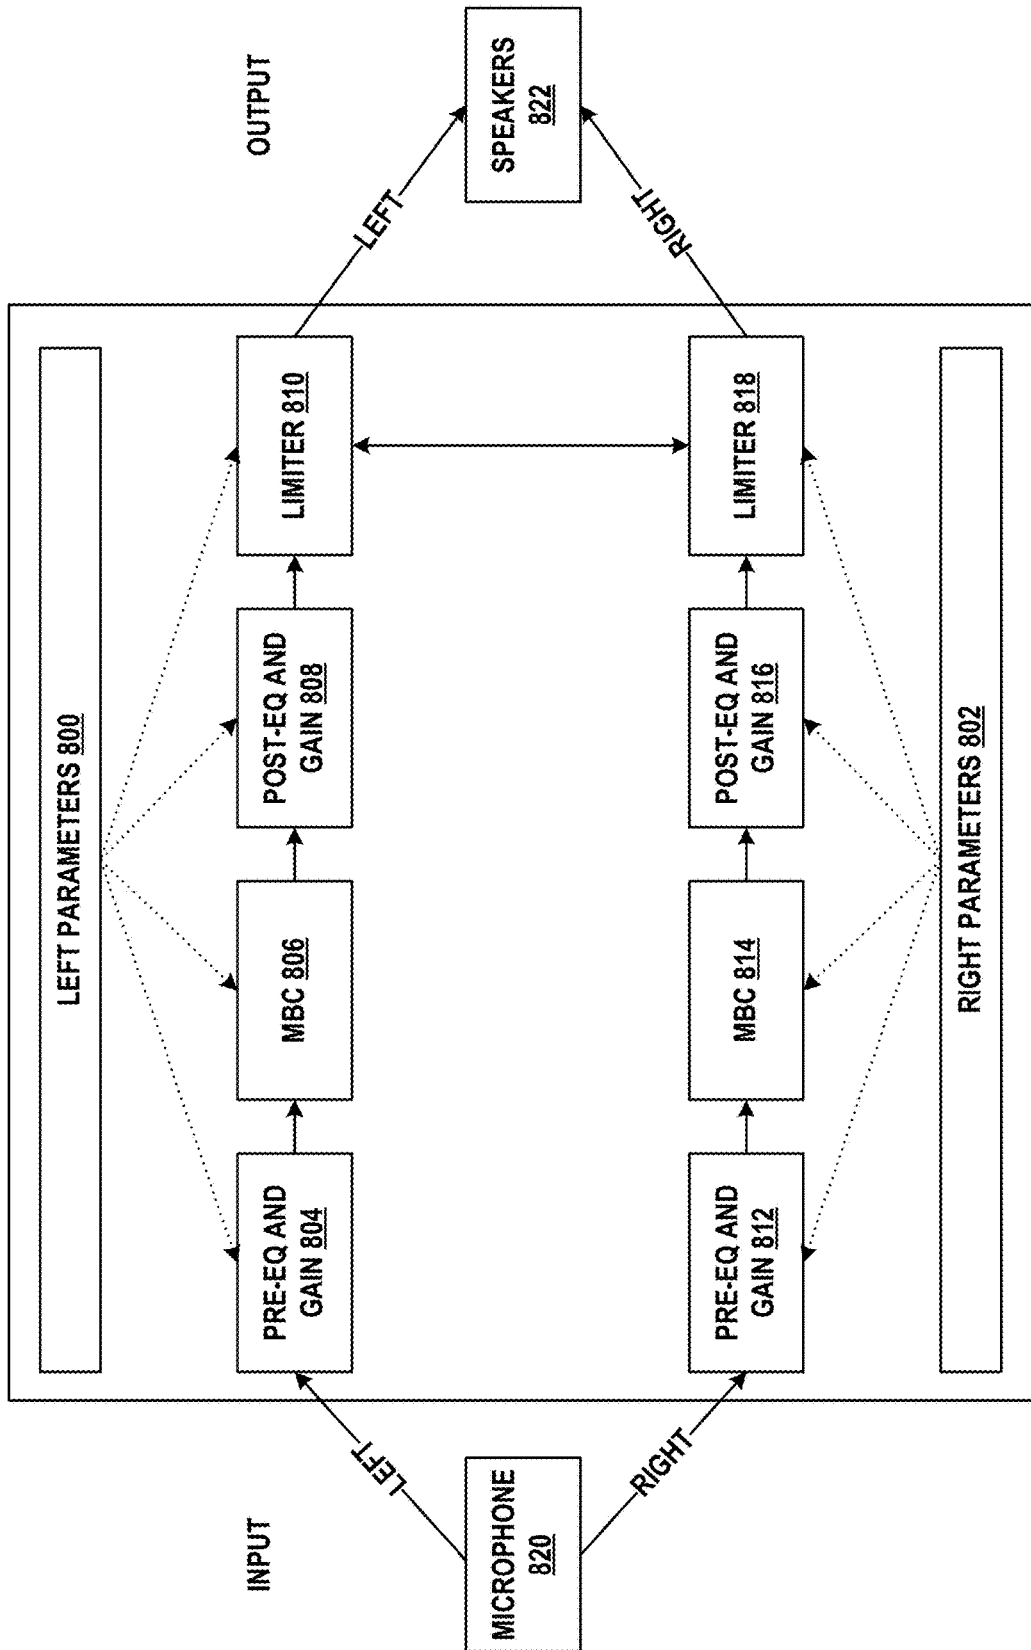 INPUT
OUTPUT
LEFT PARAMETERS 800
MICROPHONE
820
LEFT
RIGHT
PRE-EQ AND
GAIN 804
MBC 806
POST-EQ AND
GAIN 808
LIMITER 810
PRE-EQ AND
GAIN 812
MBC 814
POST-EQ AND
GAIN 816
LIMITER 818
LEFT
RIGHT
SPEAKERS
822
RIGHT PARAMETERS 802